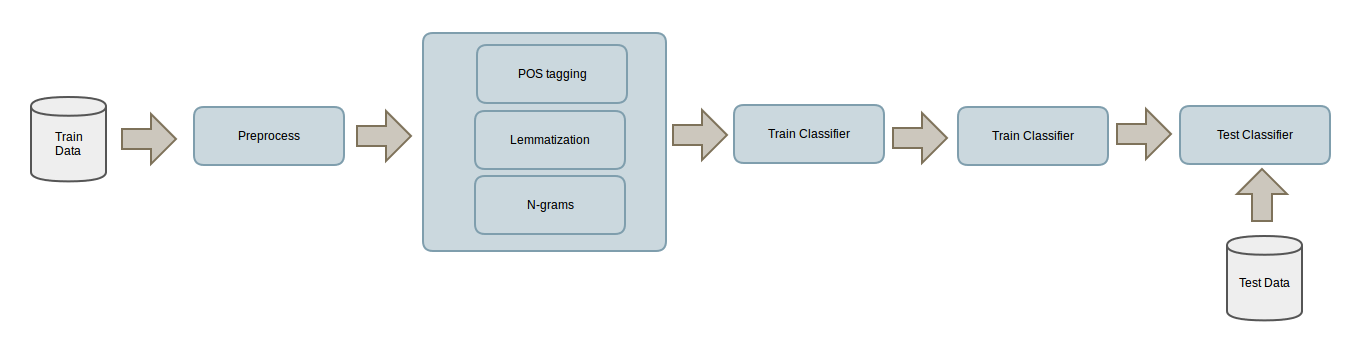 Train
Data
Preprocess
POS tagging
Lemmatization
N-grams
Train Classifier
Train Classifier
Test Classifier
Test Data